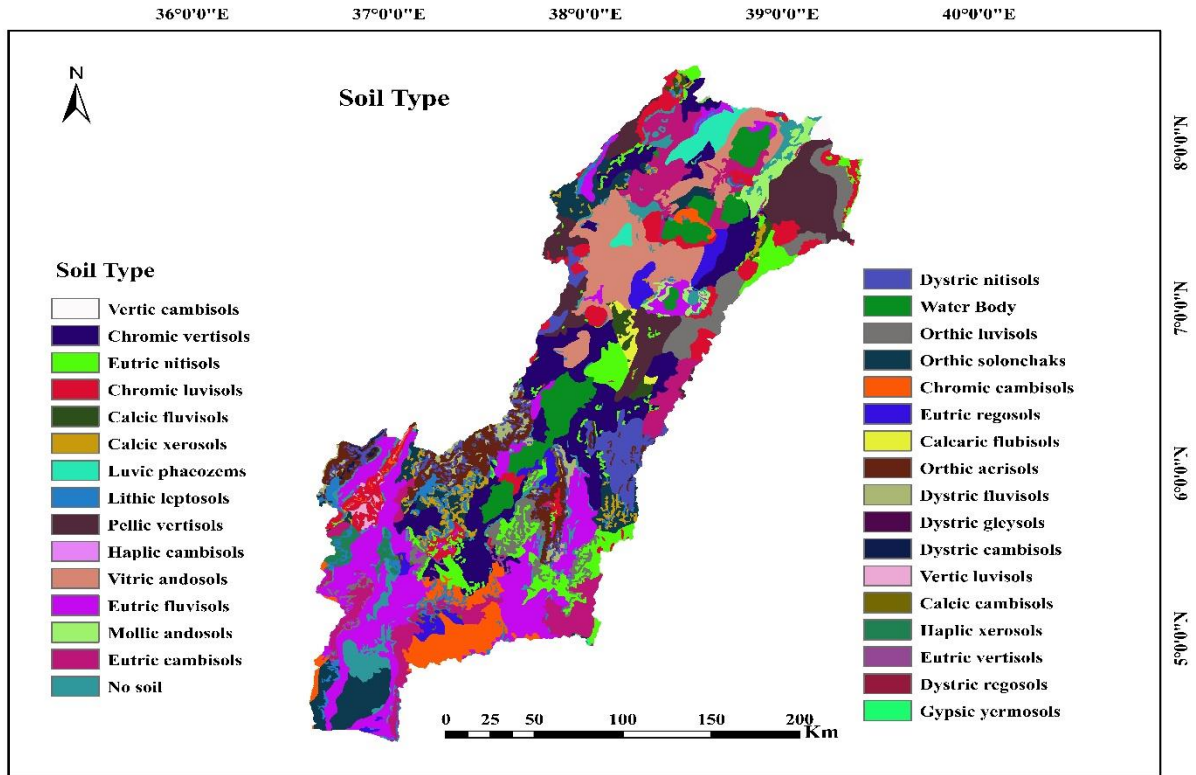 36°0'0"E 37°0'0"E 38°0'0"E 39°0'0"E 40°0'0"E
N
Soil Type
8°0'0"N
7°0'0"N
6°0'0"N
5°0'0"N
Soil Type
Vertic cambisols
Chromic vertisols
Eutric nitisols
Chromic luvisols
Calcic fluvisols
Calcic xerosols
Luvic phaeozems
Lithic leptosols
Pellic vertisols
Haplic cambisols
Vitric andosols
Eutric fluvisols
Mollic andosols
Eutric cambisols
No soil
Dystric nitisols
Water Body
Orthic luvisols
Orthic solonchaks
Chromic cambisols
Eutric regosols
Calcaric flubisols
Orthic acrisols
Dystric fluvisols
Dystric gleysols
Dystric cambisols
Vertic luvisols
Calcic cambisols
Haplic xerosols
Eutric vertisols
Dystric regosols
Gypsic yermosols
0 25 50 100 150 200
Km